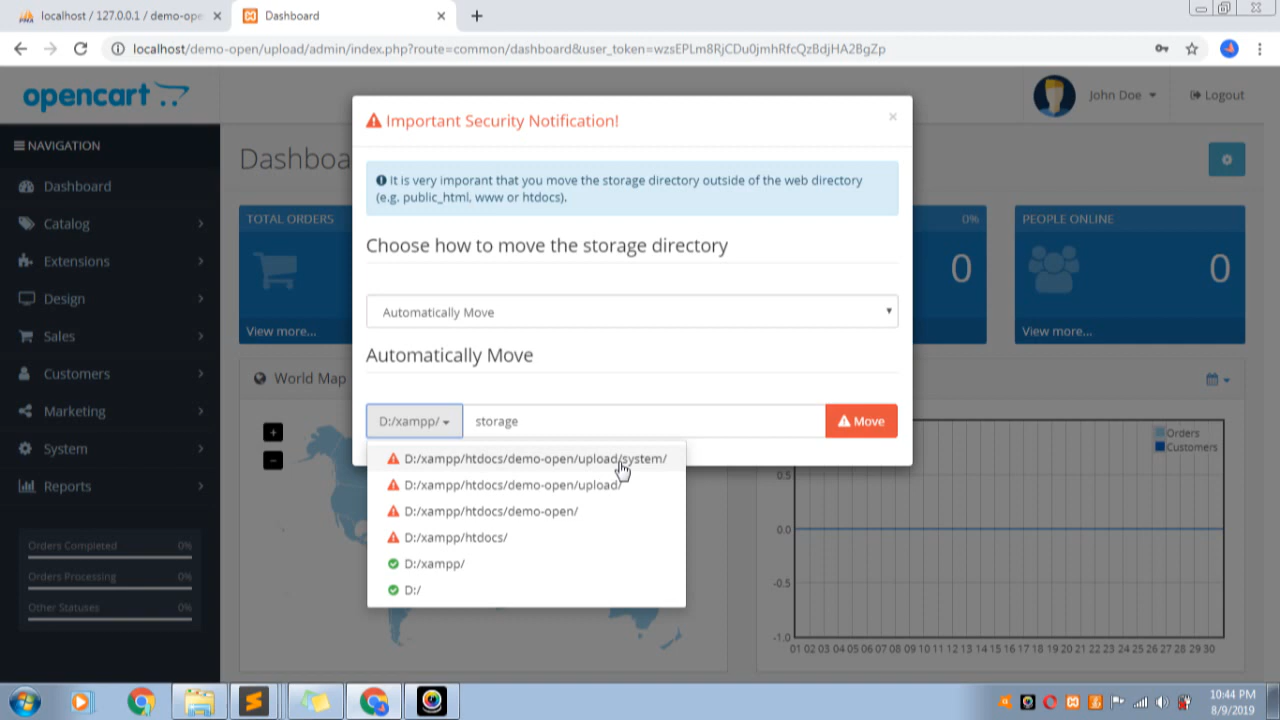 localhost / 127.0.0.1 / demo-ope
Dashboard
localhost/demo-open/upload/admin/index.php?route=common/dashboard&user_token=wzsEPLm8RjCDu0jmhRfcQzBdjHA2BgZp
opencart
John Doe
Logout
NAVIGATION
Dashboard
Catalog
Extensions
Design
Sales
Customers
Marketing
System
Reports
Orders Completed 0%
Orders Processing 0%
Other Statuses 0%
Dashboa
TOTAL ORDERS
View more...
0%
0
PEOPLE ONLINE
0
View more...
World Map
+
−
Important Security Notification!
×
It is very imporant that you move the storage directory outside of the web directory
(e.g. public_html, www or htdocs).
Choose how to move the storage directory
Automatically Move
Automatically Move
D:/xampp/
storage
Move
D:/xampp/htdocs/demo-open/upload/system/
D:/xampp/htdocs/demo-open/upload/
D:/xampp/htdocs/demo-open/
D:/xampp/htdocs/
D:/xampp/
D:/
Orders
Customers
0.5
0.0
-0.5
-1.0
01 02 03 04 05 06 07 08 09 10 11 12 13 14 15 16 17 18 19 20 21 22 23 24 25 26 27 28 29 30
10:44 PM
8/9/2019